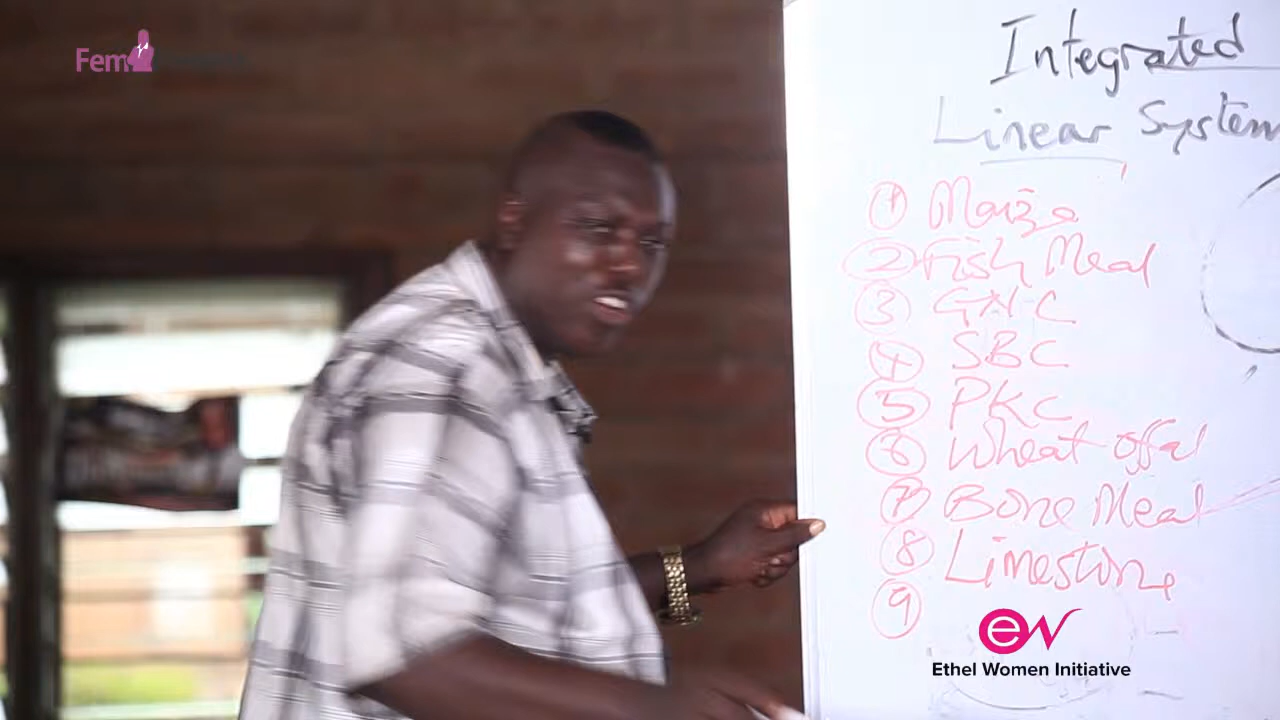 Fem
Integrated
Linear System
1 Maize
2 Fish Meal
3 GNC
4 SBC
5 PKC
6 Wheat offal
7 Bone Meal
8 Limestone
9
ew
Ethel Women Initiative